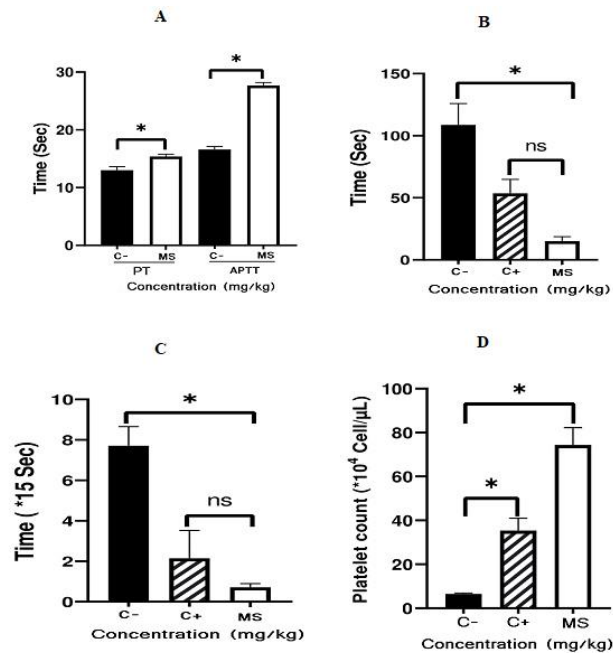 A
Time (Sec)
30
20
10
0
*
*
C- MS C- MS
PT APTT
Concentration (mg/kg)
B
Time (Sec)
150
100
50
0
*
ns
C- C+ MS
Concentration (mg/kg)
C
Time ( *15 Sec)
10
8
6
4
2
0
*
ns
C- C+ MS
Concentration (mg/kg)
D
Platelet count (*10⁴ Cell/µL)
100
80
60
40
20
0
*
*
C- C+ MS
Concentration (mg/kg)